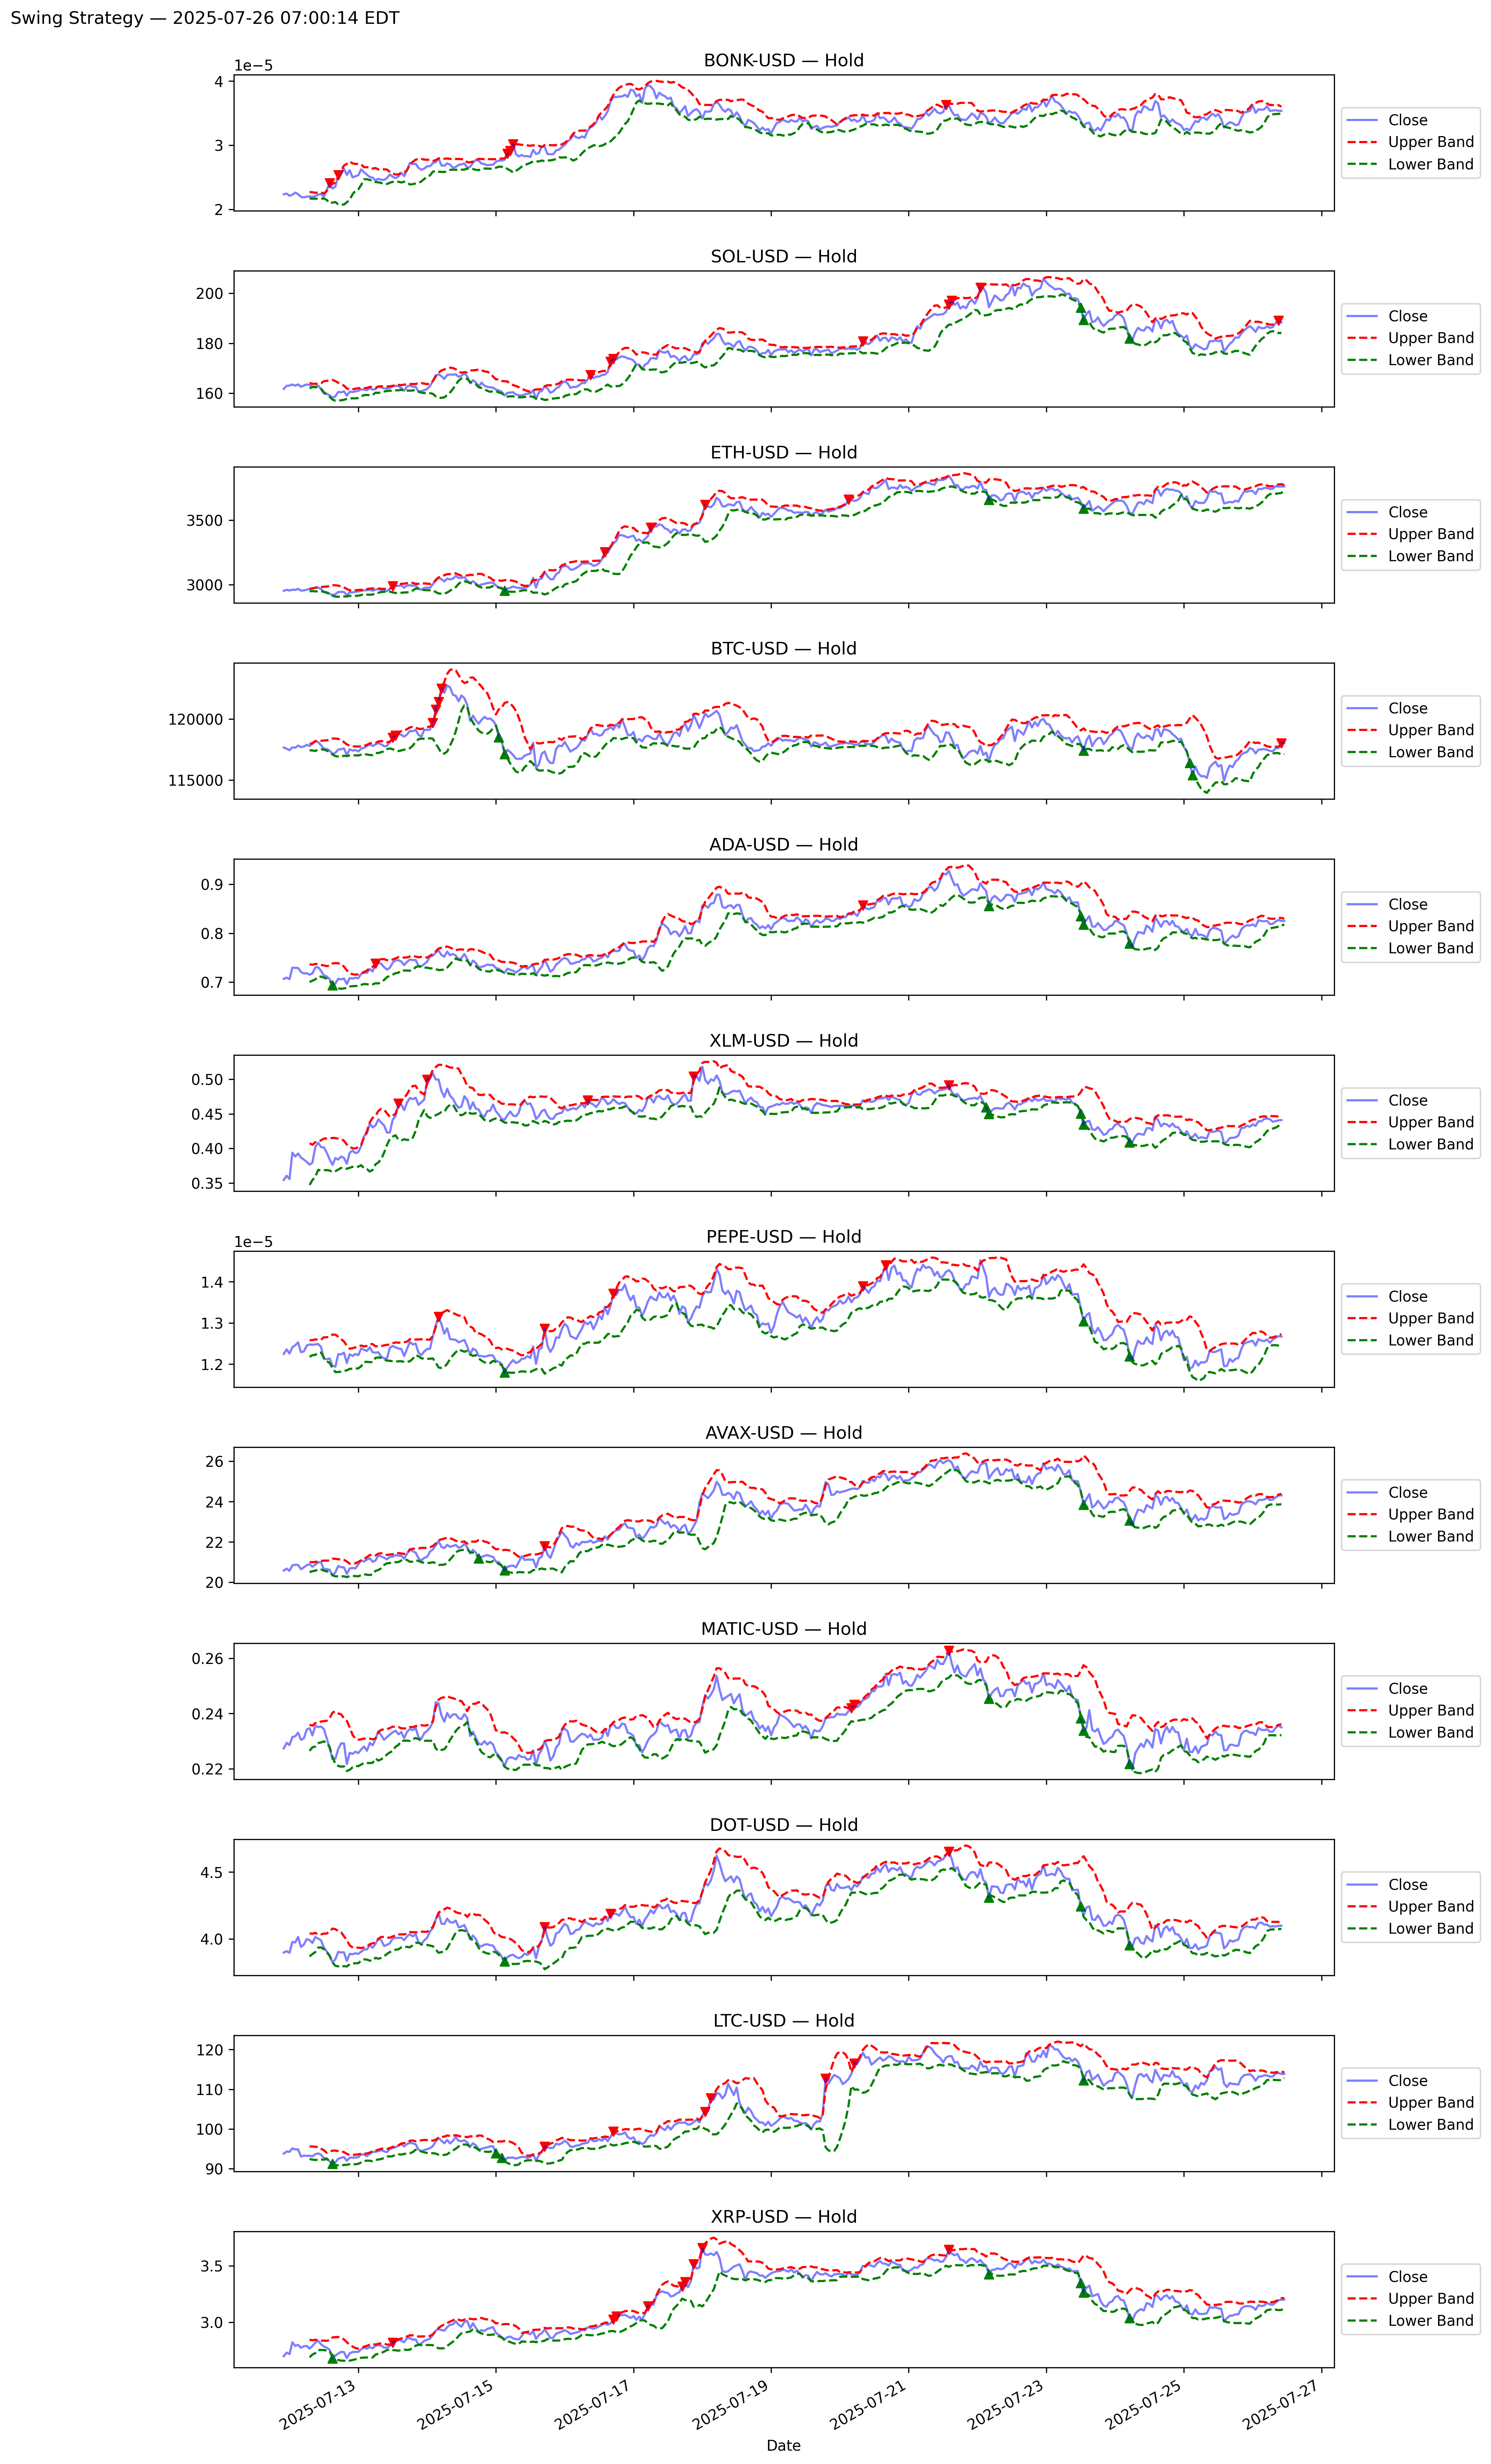 Swing Strategy — 2025-07-26 07:00:14 EDT
BONK-USD — Hold
1e−5
4
3
2
Close
Upper Band
Lower Band
SOL-USD — Hold
200
180
160
Close
Upper Band
Lower Band
ETH-USD — Hold
3500
3000
Close
Upper Band
Lower Band
BTC-USD — Hold
120000
115000
Close
Upper Band
Lower Band
ADA-USD — Hold
0.9
0.8
0.7
Close
Upper Band
Lower Band
XLM-USD — Hold
0.50
0.45
0.40
0.35
Close
Upper Band
Lower Band
PEPE-USD — Hold
1e−5
1.4
1.3
1.2
Close
Upper Band
Lower Band
AVAX-USD — Hold
26
24
22
20
Close
Upper Band
Lower Band
MATIC-USD — Hold
0.26
0.24
0.22
Close
Upper Band
Lower Band
DOT-USD — Hold
4.5
4.0
Close
Upper Band
Lower Band
LTC-USD — Hold
120
110
100
90
Close
Upper Band
Lower Band
XRP-USD — Hold
3.5
3.0
Close
Upper Band
Lower Band
2025-07-13
2025-07-15
2025-07-17
2025-07-19
2025-07-21
2025-07-23
2025-07-25
2025-07-27
Date